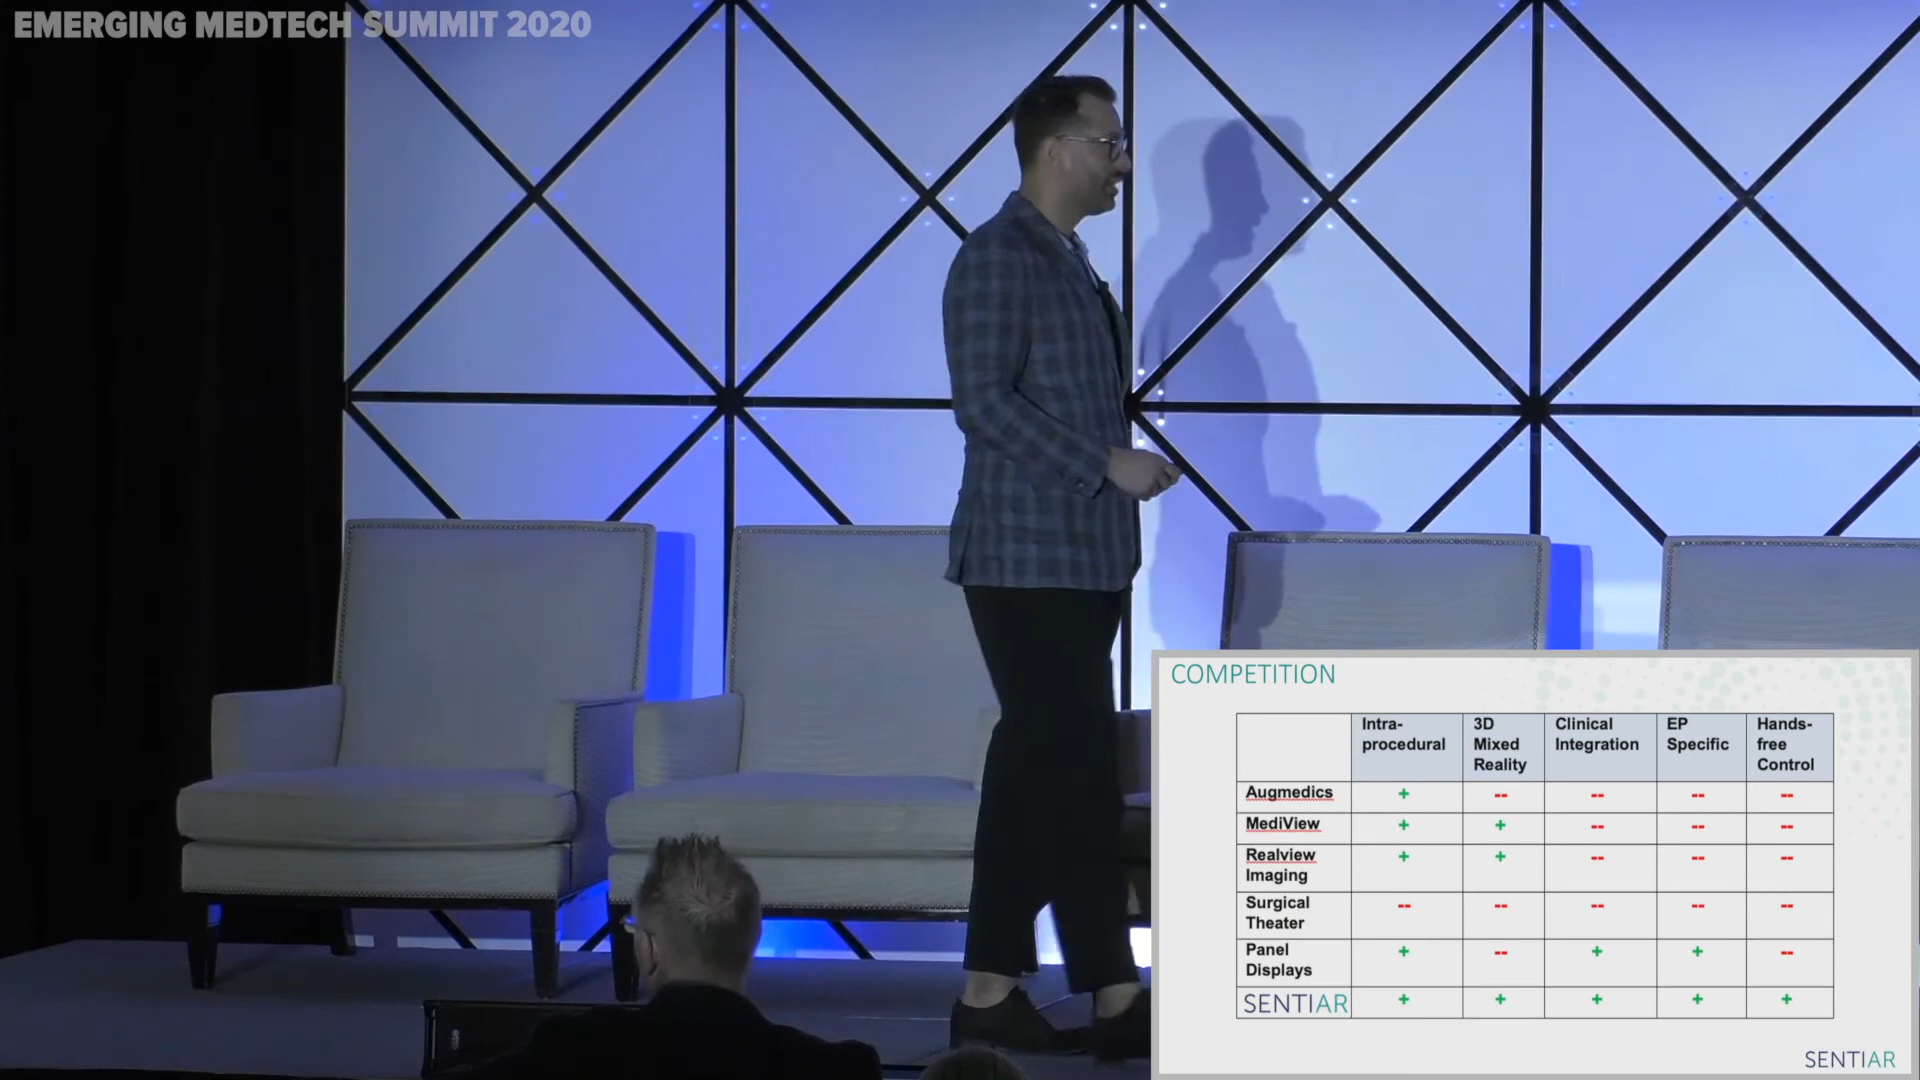 EMERGING MEDTECH SUMMIT 2020
COMPETITION
Intra-
procedural
3D
Mixed
Reality
Clinical
Integration
EP
Specific
Hands-
free
Control
Augmedics + -- -- -- --
MediView + + -- -- --
Realview
Imaging + + -- -- --
Surgical
Theater -- -- -- -- --
Panel
Displays + -- + + --
SENTIAR + + + + +
SENTIAR